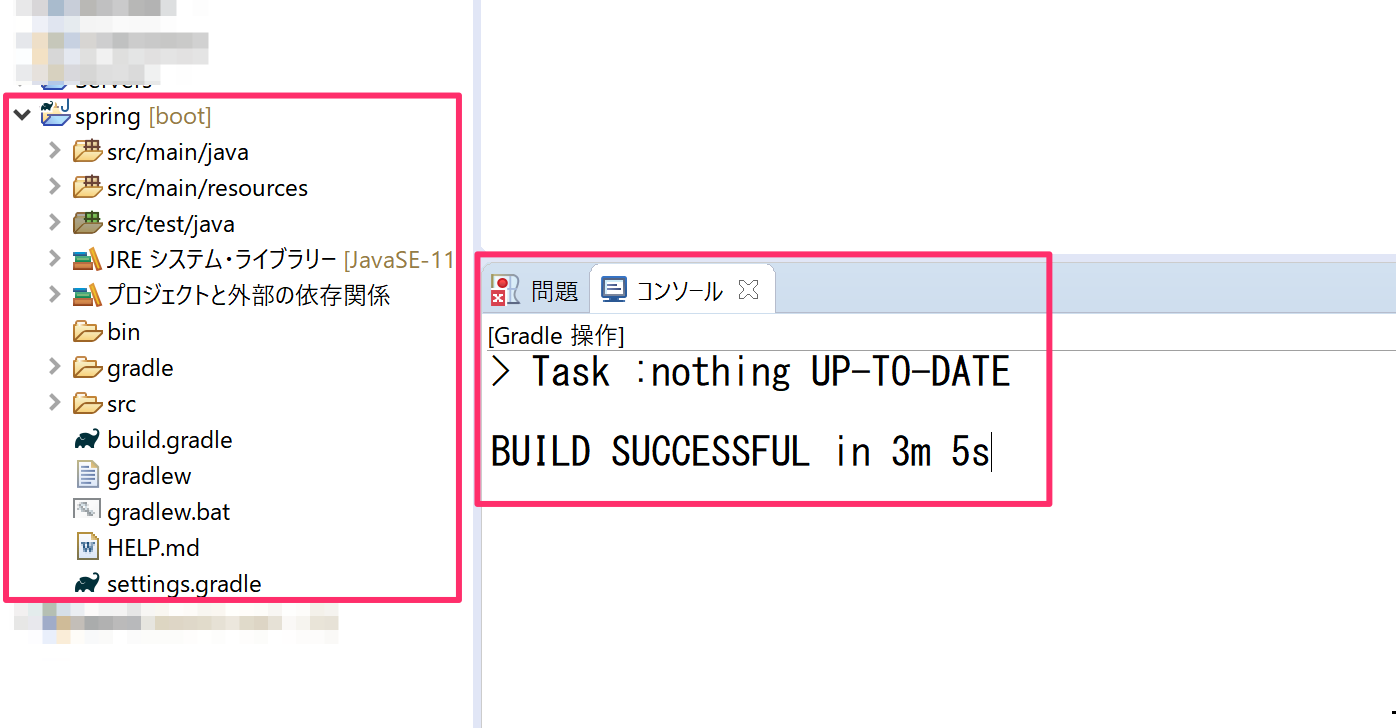 Servers
spring [boot]
src/main/java
src/main/resources
src/test/java
JRE システム・ライブラリー [JavaSE-11
プロジェクトと外部の依存関係
bin
gradle
src
build.gradle
gradlew
gradlew.bat
HELP.md
settings.gradle
問題 コンソール
[Gradle 操作]
> Task :nothing UP-TO-DATE
BUILD SUCCESSFUL in 3m 5s